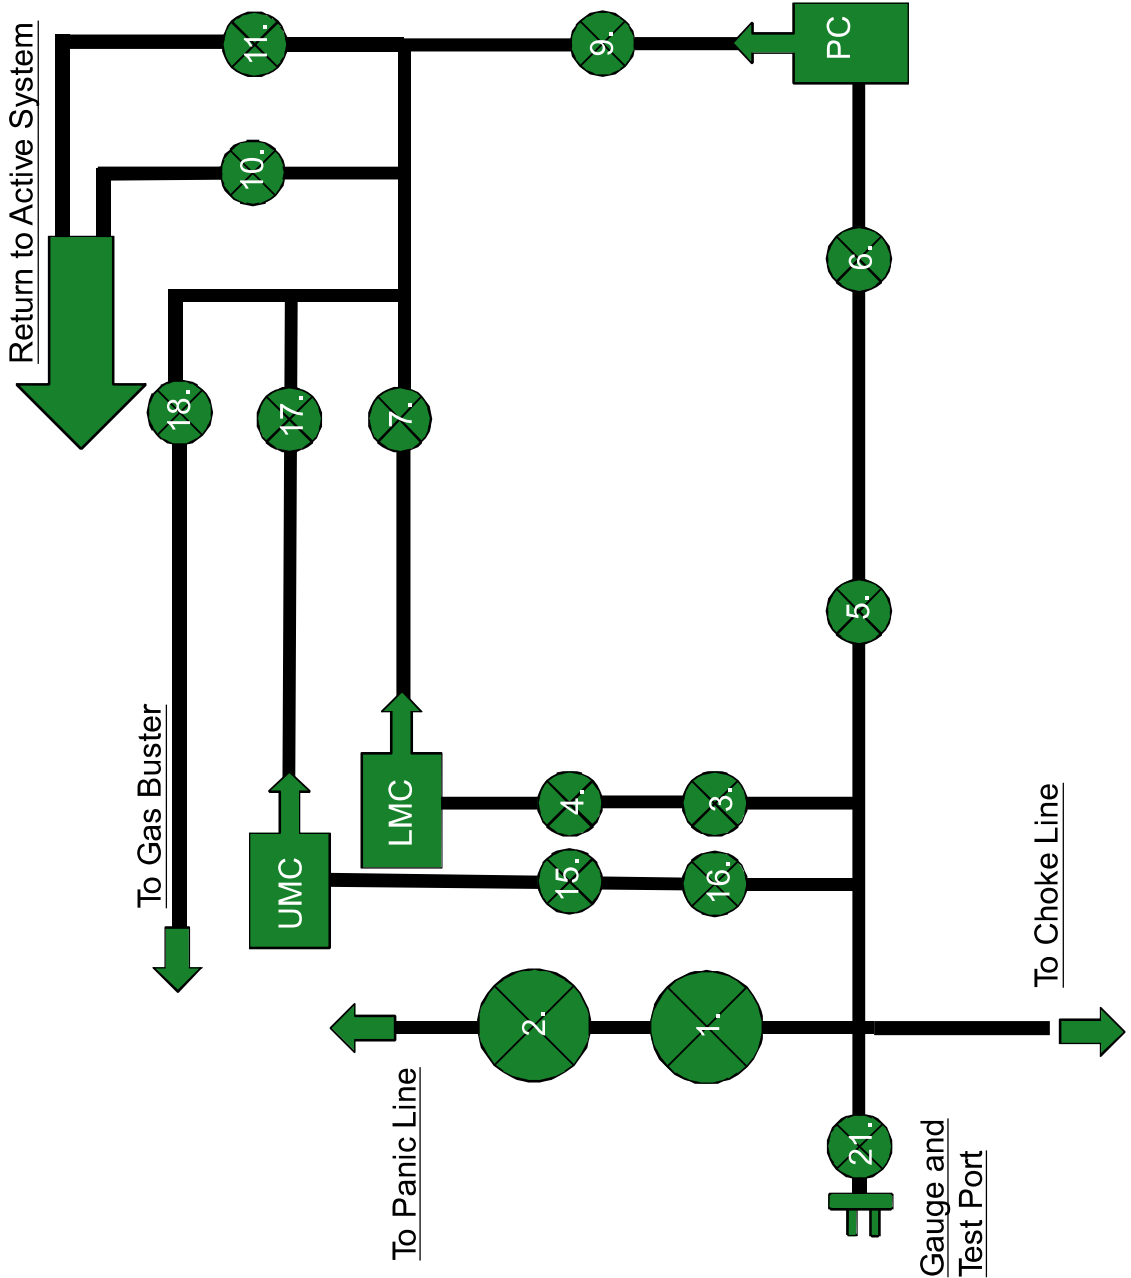 Return to Active System
To Gas Buster
18.
10.
11.
UMC
17.
To Panic Line
LMC
7.
2.
15.
4.
9.
1.
16.
3.
PC
21.
5.
6.
Gauge and
Test Port
To Choke Line